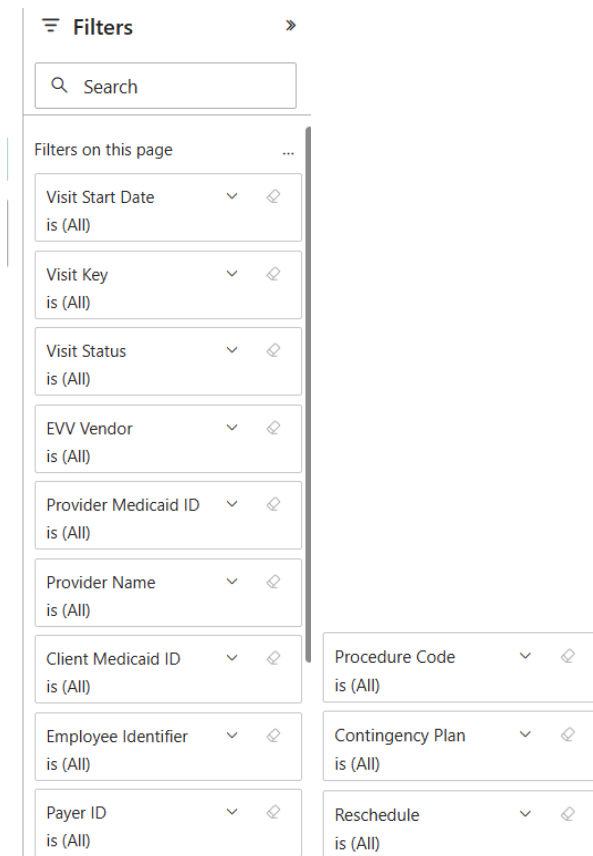 Filters
Search
Filters on this page
...
Visit Start Date
is (All)
Visit Key
is (All)
Visit Status
is (All)
EVV Vendor
is (All)
Provider Medicaid ID
is (All)
Provider Name
is (All)
Client Medicaid ID
is (All)
Employee Identifier
is (All)
Payer ID
is (All)
Procedure Code
is (All)
Contingency Plan
is (All)
Reschedule
is (All)